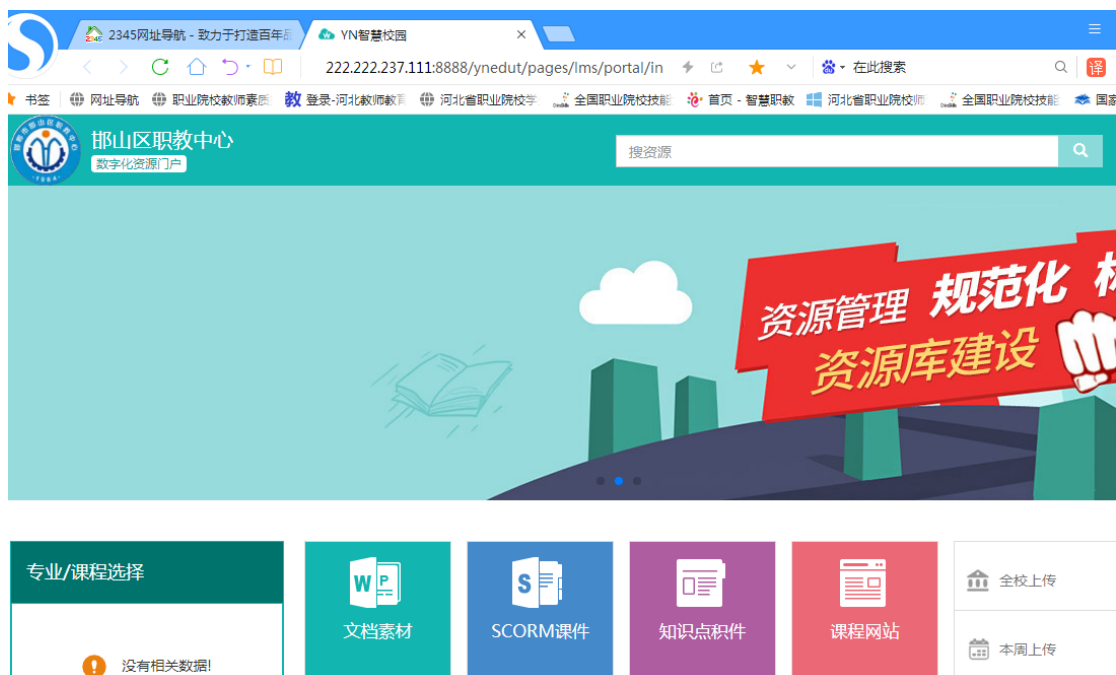 2345网址导航 - 致力于打造百年品
YN智慧校园
222.222.237.111:8888/ynedut/pages/lms/portal/in
在此搜索
译
书签 网址导航 职业院校教师素质 教 登录-河北教师教育 河北省职业院校学 全国职业院校技能 首页 - 智慧职教 河北省职业院校师 全国职业院校技能 国家
邯山区职教中心
数字化资源门户
搜资源
资源管理 规范化
资源库建设
专业/课程选择
没有相关数据!
W P
文档素材
S
SCORM课件
知识点积件
课程网站
全校上传
本周上传